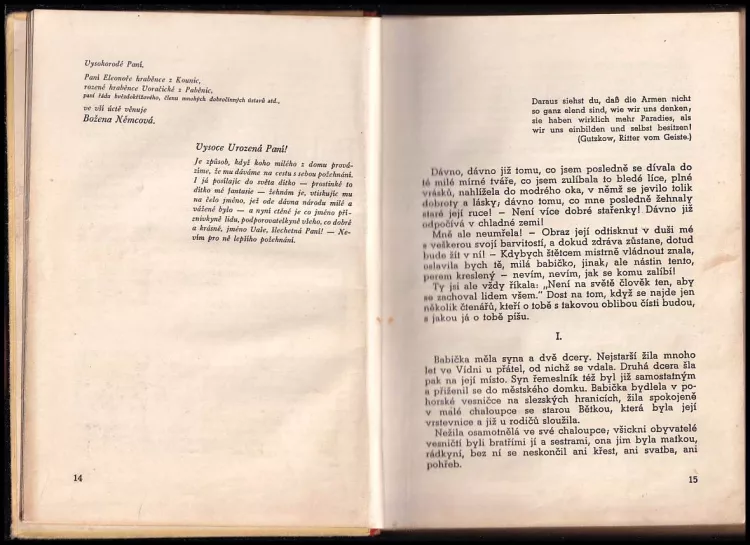 Vysokorodé Paní,
Paní Eleonoře hraběnce z Kounic,
rozené hraběnce Voračické z Paběnic,
paní řádu hvězdokřížového, členu mnohých dobročinných ústavů atd.,
ve vší úctě věnuje
Božena Němcová.
Vysoce Urozená Paní!
Je způsob, když koho milého z domu prová-
zíme, že mu dáváme na cestu s sebou požehnání.
I já posílajíc do světa dítko — prostinké to
dítko mé fantasie — žehnám je, vtiskujíc mu
na čelo jméno, jež ode dávna národu milé a
vážené bylo — a nyní ctěné je co jméno pří-
znivkyně lidu, podporovatelkyně všeho, co dobré
a krásné, jméno Vaše, šlechetná Paní! — Ne-
vím pro ně lepšího požehnání.
14
Daraus siehst du, daß die Armen nicht
so ganz elend sind, wie wir uns denken;
sie haben wirklich mehr Paradies, als
wir uns einbilden und selbst besitzen!
(Gutzkow, Ritter vom Geiste.)
Dávno, dávno již tomu, co jsem posledně se dívala do
té milé mírné tváře, co jsem zulíbala to bledé líce, plné
vrásků, nahlížela do modrého oka, v němž se jevilo tolik
dobroty a lásky; dávno tomu, co mne posledně žehnaly
staré její ruce! – Není více dobré stařenky! Dávno již
odpočívá v chladné zemi!
Mně ale neumřela! – Obraz její odtisknut v duši mé
s veškerou svojí barvitostí, a dokud zdráva zůstane, dotud
bude žít v ní! – Kdybych štětcem mistrně vládnout znala,
oslavila bych tě, milá babičko, jinak; ale nástin tento,
perem kreslený – nevím, nevím, jak se komu zalíbí!
Ty jsi ale vždy říkala: „Není na světě člověk ten, aby
se zachoval lidem všem.“ Dost na tom, když se najde jen
několik čtenářů, kteří o tobě s takovou oblibou čísti budou,
s jakou já o tobě píšu.
I.
Babička měla syna a dvě dcery. Nejstarší žila mnoho
let ve Vídni u přátel, od nichž se vdala. Druhá dcera šla
pak na její místo. Syn řemeslník též byl již samostatným
a přiženil se do městského domku. Babička bydlela v po-
horské vesničce na slezských hranicích, žila spokojeně
v malé chaloupce se starou Bětkou, která byla její
vrstevnice a již u rodičů sloužila.
Nežila osamotnělá ve své chaloupce; všickni obyvatelé
vesničtí byli bratřími jí a sestrami, ona jim byla matkou,
rádkyní, bez ní se neskončil ani křest, ani svatba, ani
pohřeb.
15